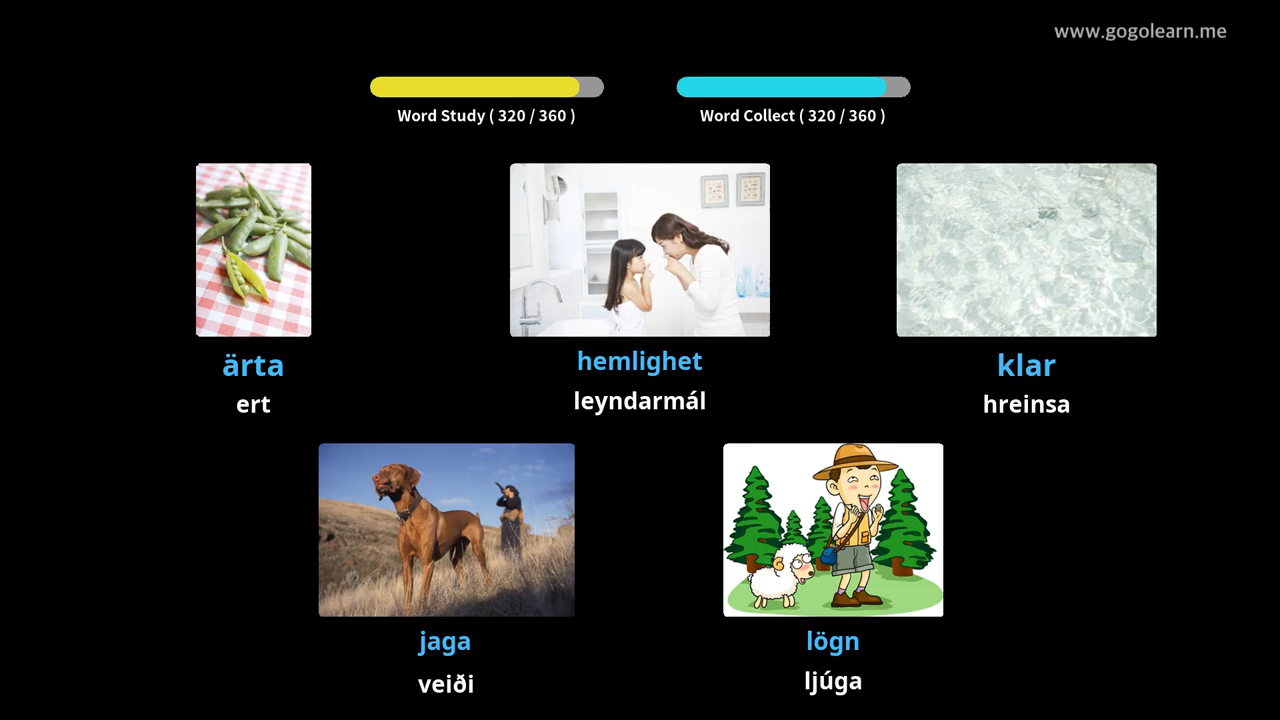 www.gogolearn.me
Word Study ( 320 / 360 )
Word Collect ( 320 / 360 )
ärta
ert
hemlighet
leyndarmál
klar
hreinsa
jaga
veiði
lögn
ljúga